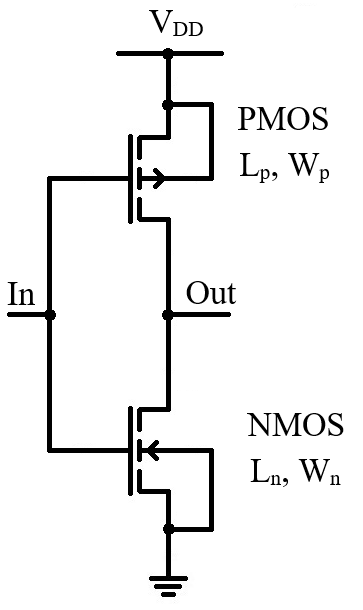 V_DD
PMOS
L_p, W_p
In
Out
NMOS
L_n, W_n